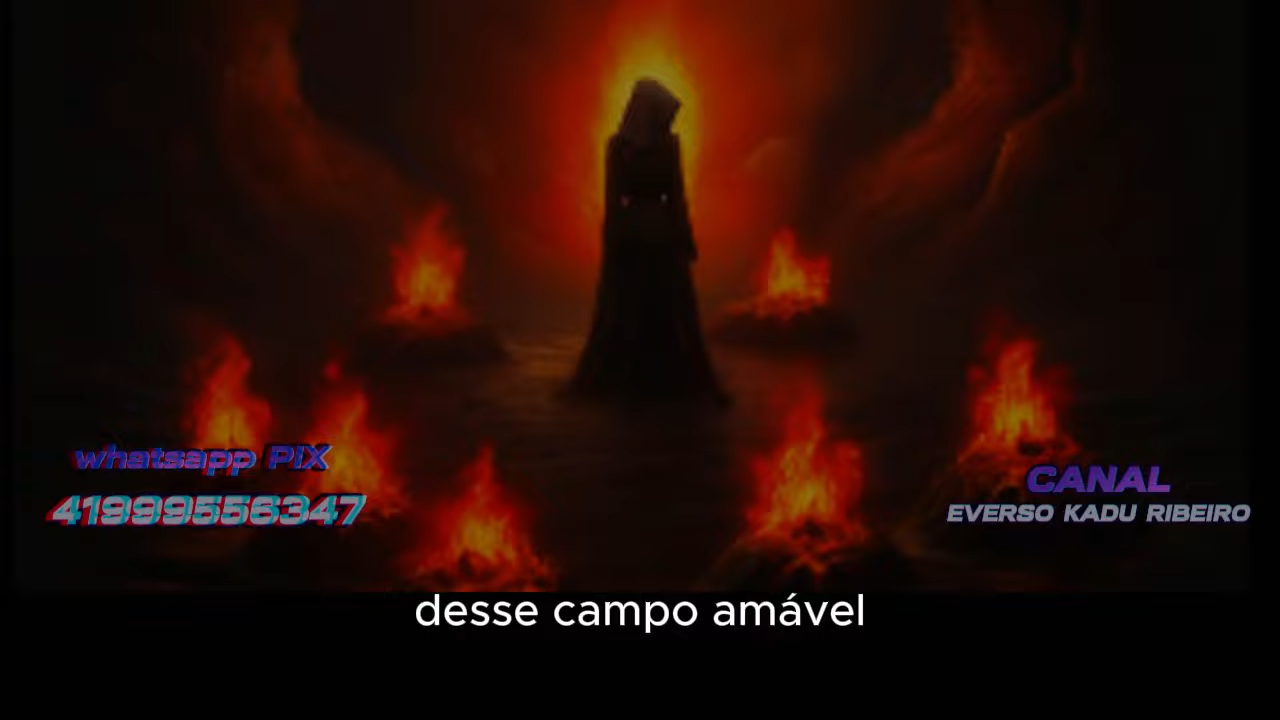 whatsapp PIX
41999556347
CANAL
EVERSO KADU RIBEIRO
desse campo amável